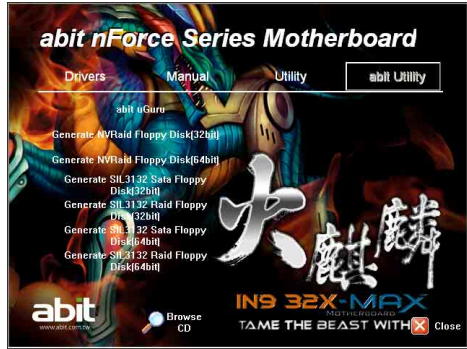 abit nForce Series Motherboard
Drivers
Manual
Utility
abit Utility
abit uGuru
Generate NVRaid Floppy Disk[32bit]
Generate NVRaid Floppy Disk[64bit]
Generate SIL3132 Sata Floppy
Disk[32bit]
Generate SIL3132 Raid Floppy
Disk[32bit]
Generate SIL3132 Sata Floppy
Disk[64bit]
Generate SIL3132 Raid Floppy
Disk[64bit]
火麒麟
IN9 32X-MAX
MOTHERBOARD
TAME THE BEAST WITH
abit
www.abit.com.tw
Browse
CD
Close